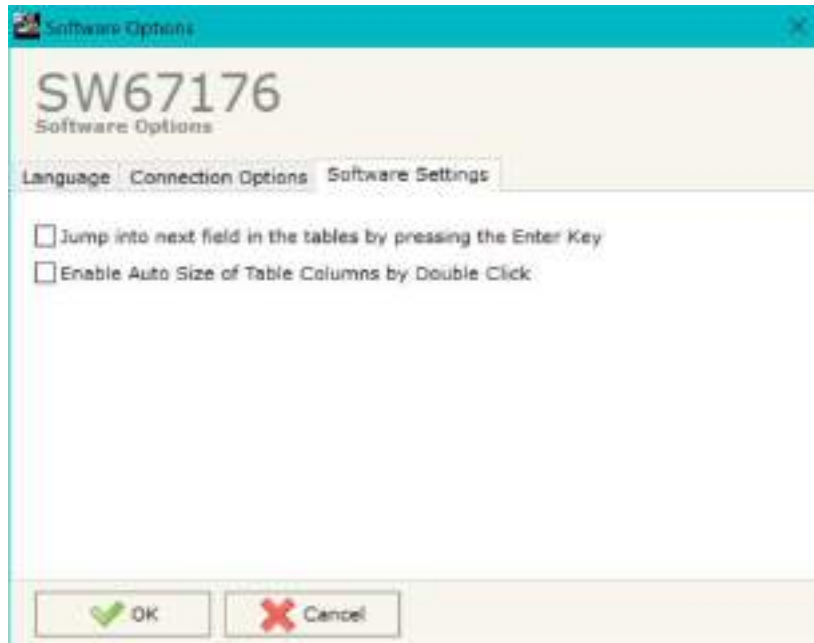 Software Options
SW67176
Software Options
Language Connection Options Software Settings
Jump into next field in the tables by pressing the Enter Key
Enable Auto Size of Table Columns by Double Click
OK Cancel